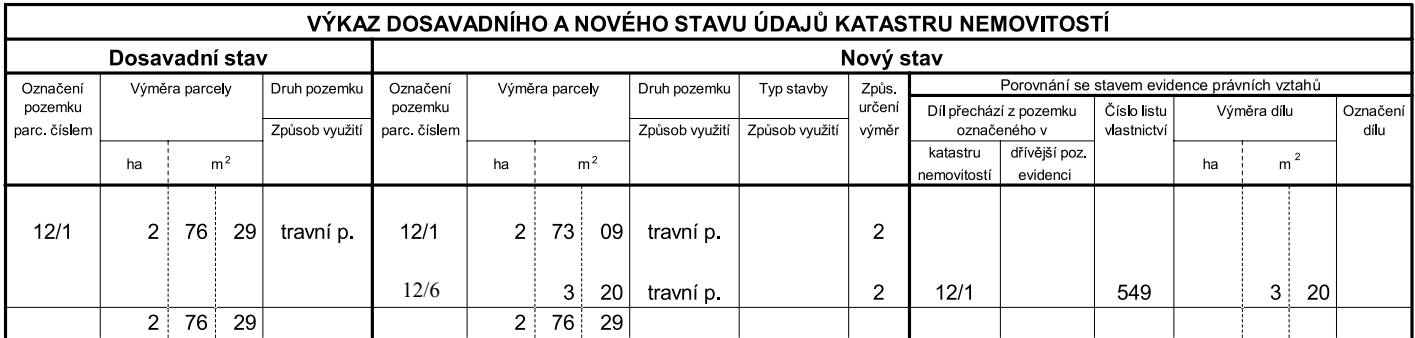 VÝKAZ DOSAVADNÍHO A NOVÉHO STAVU ÚDAJŮ KATASTRU NEMOVITOSTÍ
Dosavadní stav Nový stav
Označení pozemku parc. číslem Výměra parcely ha m² Druh pozemku Způsob využití Označení pozemku parc. číslem Výměra parcely ha m² Druh pozemku Způsob využití Typ stavby Způsob využití Způs. určení výměr Porovnání se stavem evidence právních vztahů
Díl přechází z pozemku označeného v katastru nemovitostí dřívější poz. evidenci Číslo listu vlastnictví Výměra dílu ha m² Označení dílu
12/1 2 76 29 travní p. 12/1 2 73 09 travní p. 2
12/6 3 20 travní p. 2 12/1 549 3 20
2 76 29 2 76 29